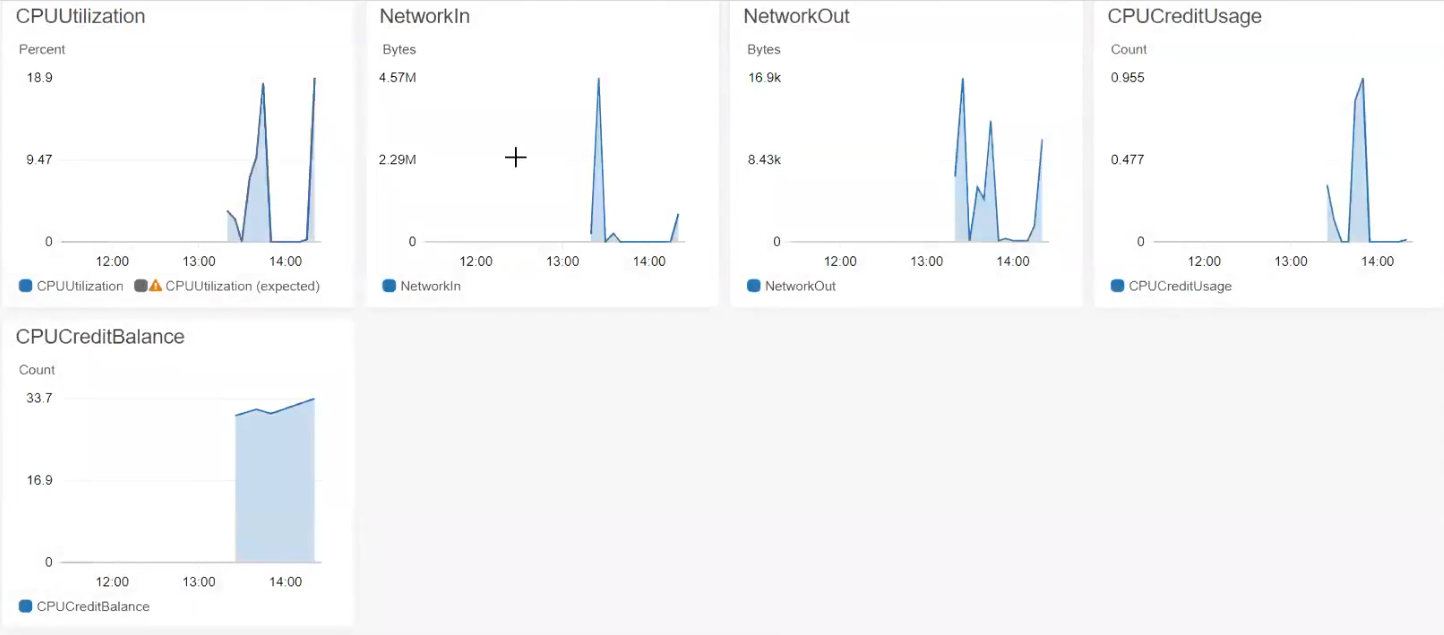 CPUUtilization
Percent
18.9
9.47
0
12:00 13:00 14:00
CPUUtilization CPUUtilization (expected)
NetworkIn
Bytes
4.57M
2.29M
0
12:00 13:00 14:00
NetworkIn
NetworkOut
Bytes
16.9k
8.43k
0
12:00 13:00 14:00
NetworkOut
CPUCreditUsage
Count
0.955
0.477
0
12:00 13:00 14:00
CPUCreditUsage
CPUCreditBalance
Count
33.7
16.9
0
12:00 13:00 14:00
CPUCreditBalance